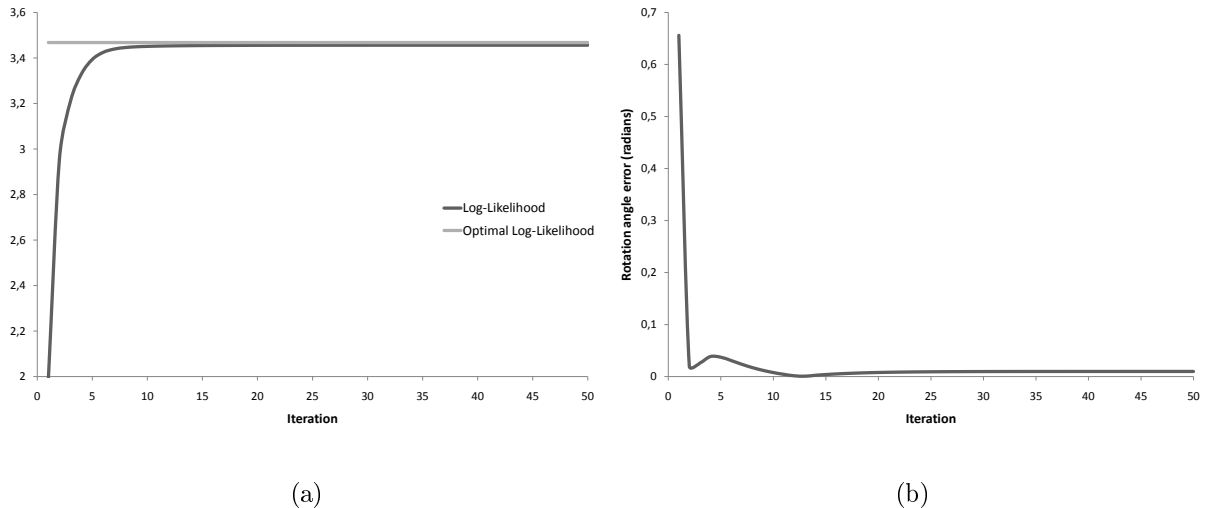 3,6
3,4
3,2
3
2,8
2,6
2,4
2,2
2
0 5 10 15 20 25 30 35 40 45 50
Iteration
Log-Likelihood
Optimal Log-Likelihood
(a)
0,7
0,6
0,5
0,4
0,3
0,2
0,1
0
Rotation angle error (radians)
0 5 10 15 20 25 30 35 40 45 50
Iteration
(b)